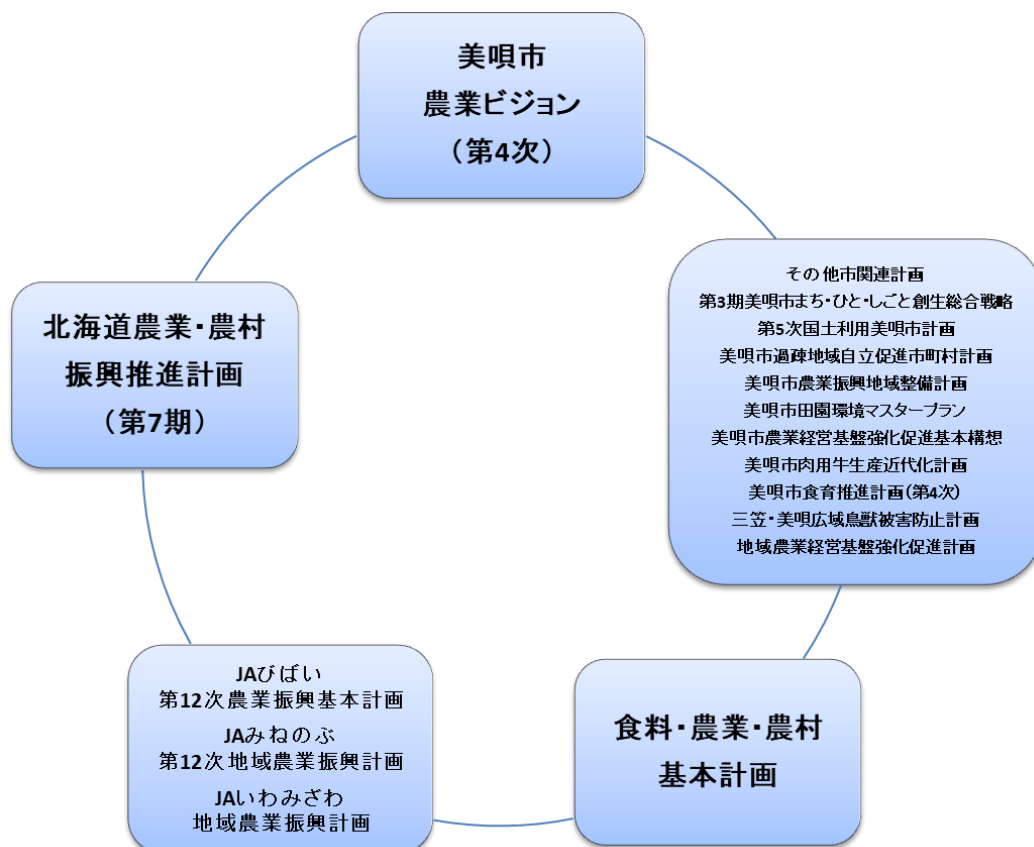 美唄市
農業ビジョン
（第4次）
その他市関連計画
第3期美唄市まち・ひと・しごと創生総合戦略
第5次国土利用美唄市計画
美唄市過疎地域自立促進市町村計画
美唄市農業振興地域整備計画
美唄市田園環境マスタープラン
美唄市農業経営基盤強化促進基本構想
美唄市肉用牛生産近代化計画
美唄市食育推進計画(第4次)
三笠・美唄広域鳥獣被害防止計画
地域農業経営基盤強化促進計画
食料・農業・農村
基本計画
JAびばい
第12次農業振興基本計画
JAみねのぶ
第12次地域農業振興計画
JAいわみざわ
地域農業振興計画
北海道農業・農村
振興推進計画
（第7期）